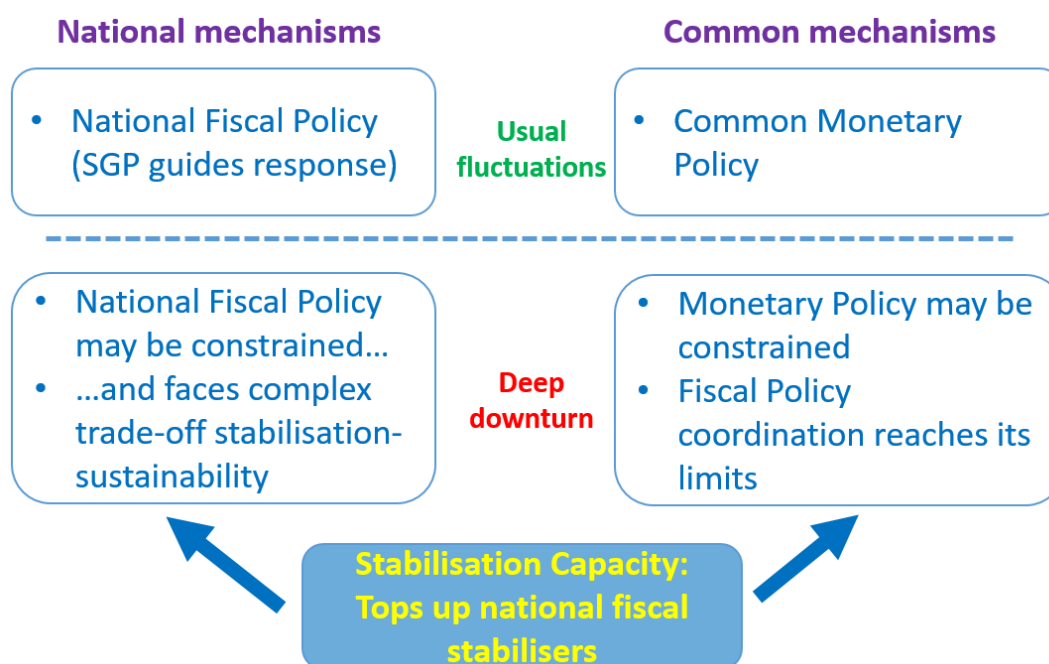 National mechanisms
Common mechanisms
• National Fiscal Policy
(SGP guides response)
Usual
fluctuations
• Common Monetary
Policy
• National Fiscal Policy
may be constrained…
• …and faces complex
trade-off stabilisation-
sustainability
Deep
downturn
• Monetary Policy may be
constrained
• Fiscal Policy
coordination reaches its
limits
Stabilisation Capacity:
Tops up national fiscal
stabilisers